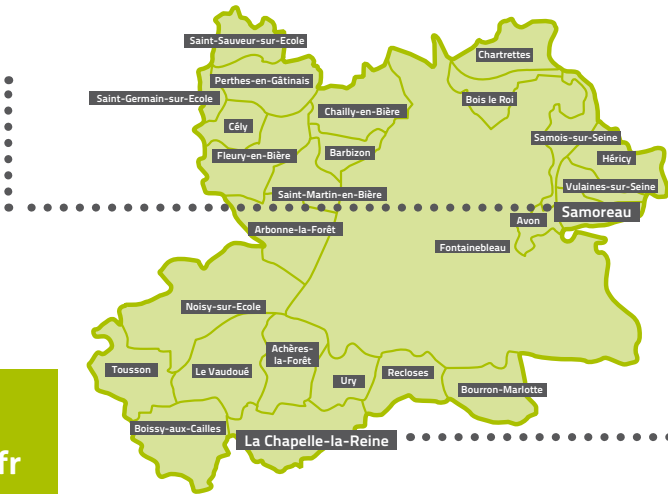 Saint-Sauveur-sur-Ecole
Chartrettes
Perthes-en-Gâtinais
Saint-Germain-sur-Ecole
Bois le Roi
Chailly-en-Bière
Cély
Samois-sur-Seine
Barbizon
Fleury-en-Bière
Héricy
Vulaines-sur-Seine
Saint-Martin-en-Bière
Samoreau
Avon
Arbonne-la-Forêt
Fontainebleau
Noisy-sur-Ecole
Achères-
la-Forêt
Tousson
Le Vaudoué
Recloses
Ury
Bourron-Marlotte
Boissy-aux-Cailles
La Chapelle-la-Reine
fr